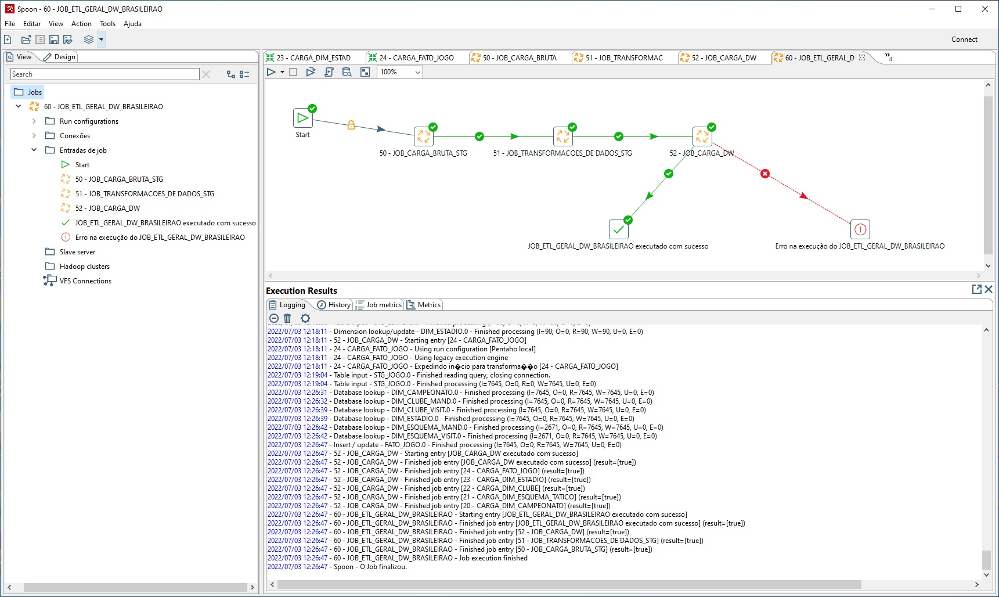 Spoon - 60 - JOB_ETL_GERAL_DW_BRASILEIRAO
File Editar View Action Tools Ajuda
Connect
View Design
Search
Jobs
60 - JOB_ETL_GERAL_DW_BRASILEIRAO
Run configurations
Conexões
Entradas de job
Start
50 - JOB_CARGA_BRUTA_STG
51 - JOB_TRANSFORMACOES_DE DADOS_STG
52 - JOB_CARGA_DW
JOB_ETL_GERAL_DW_BRASILEIRAO executado com sucesso
Erro na execução do JOB_ETL_GERAL_DW_BRASILEIRAO
Slave server
Hadoop clusters
VFS Connections
23 - CARGA_DIM_ESTAD 24 - CARGA_FATO_JOGO 50 - JOB_CARGA_BRUTA 51 - JOB_TRANSFORMAC 52 - JOB_CARGA_DW 60 - JOB_ETL_GERAL_D »4
100%
Start
50 - JOB_CARGA_BRUTA_STG 51 - JOB_TRANSFORMACOES_DE DADOS_STG 52 - JOB_CARGA_DW
JOB_ETL_GERAL_DW_BRASILEIRAO executado com sucesso Erro na execução do JOB_ETL_GERAL_DW_BRASILEIRAO
Execution Results
Logging History Job metrics Metrics
2022/07/03 12:18:11 - Dimension lookup/update - DIM_ESTADIO.0 - Finished processing (I=90, O=0, R=90, W=90, U=0, E=0)
2022/07/03 12:18:11 - 52 - JOB_CARGA_DW - Starting entry [24 - CARGA_FATO_JOGO]
2022/07/03 12:18:11 - 24 - CARGA_FATO_JOGO - Using run configuration [Pentaho local]
2022/07/03 12:18:11 - 24 - CARGA_FATO_JOGO - Using legacy execution engine
2022/07/03 12:18:11 - 24 - CARGA_FATO_JOGO - Expedindo in�cio para transforma��o [24 - CARGA_FATO_JOGO]
2022/07/03 12:19:04 - Table input - STG_JOGO.0 - Finished reading query, closing connection.
2022/07/03 12:19:04 - Table input - STG_JOGO.0 - Finished processing (I=7645, O=0, R=0, W=7645, U=0, E=0)
2022/07/03 12:26:31 - Database lookup - DIM_CAMPEONATO.0 - Finished processing (I=7645, O=0, R=7645, W=7645, U=0, E=0)
2022/07/03 12:26:32 - Database lookup - DIM_CLUBE_MAND.0 - Finished processing (I=7645, O=0, R=7645, W=7645, U=0, E=0)
2022/07/03 12:26:39 - Database lookup - DIM_CLUBE_VISIT.0 - Finished processing (I=7645, O=0, R=7645, W=7645, U=0, E=0)
2022/07/03 12:26:39 - Database lookup - DIM_ESTADIO.0 - Finished processing (I=7645, O=0, R=7645, W=7645, U=0, E=0)
2022/07/03 12:26:42 - Database lookup - DIM_ESQUEMA_MAND.0 - Finished processing (I=2671, O=0, R=7645, W=7645, U=0, E=0)
2022/07/03 12:26:42 - Database lookup - DIM_ESQUEMA_VISIT.0 - Finished processing (I=2671, O=0, R=7645, W=7645, U=0, E=0)
2022/07/03 12:26:47 - Insert / update - FATO_JOGO.0 - Finished processing (I=7645, O=0, R=7645, W=7645, U=0, E=0)
2022/07/03 12:26:47 - 52 - JOB_CARGA_DW - Starting entry [JOB_CARGA_DW executado com sucesso]
2022/07/03 12:26:47 - 52 - JOB_CARGA_DW - Finished job entry [JOB_CARGA_DW executado com sucesso] (result=[true])
2022/07/03 12:26:47 - 52 - JOB_CARGA_DW - Finished job entry [24 - CARGA_FATO_JOGO] (result=[true])
2022/07/03 12:26:47 - 52 - JOB_CARGA_DW - Finished job entry [23 - CARGA_DIM_ESTADIO] (result=[true])
2022/07/03 12:26:47 - 52 - JOB_CARGA_DW - Finished job entry [22 - CARGA_DIM_CLUBE] (result=[true])
2022/07/03 12:26:47 - 52 - JOB_CARGA_DW - Finished job entry [21 - CARGA_DIM_ESQUEMA_TATICO] (result=[true])
2022/07/03 12:26:47 - 52 - JOB_CARGA_DW - Finished job entry [20 - CARGA_DIM_CAMPEONATO] (result=[true])
2022/07/03 12:26:47 - 60 - JOB_ETL_GERAL_DW_BRASILEIRAO - Starting entry [JOB_ETL_GERAL_DW_BRASILEIRAO executado com sucesso]
2022/07/03 12:26:47 - 60 - JOB_ETL_GERAL_DW_BRASILEIRAO - Finished job entry [JOB_ETL_GERAL_DW_BRASILEIRAO executado com sucesso] (result=[true])
2022/07/03 12:26:47 - 60 - JOB_ETL_GERAL_DW_BRASILEIRAO - Finished job entry [52 - JOB_CARGA_DW] (result=[true])
2022/07/03 12:26:47 - 60 - JOB_ETL_GERAL_DW_BRASILEIRAO - Finished job entry [51 - JOB_TRANSFORMACOES_DE DADOS_STG] (result=[true])
2022/07/03 12:26:47 - 60 - JOB_ETL_GERAL_DW_BRASILEIRAO - Finished job entry [50 - JOB_CARGA_BRUTA_STG] (result=[true])
2022/07/03 12:26:47 - 60 - JOB_ETL_GERAL_DW_BRASILEIRAO - Job execution finished
2022/07/03 12:26:47 - Spoon - O Job finalizou.